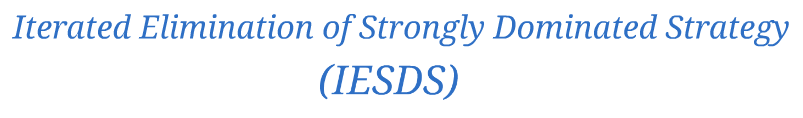 Iterated Elimination of Strongly Dominated Strategy
(IESDS)